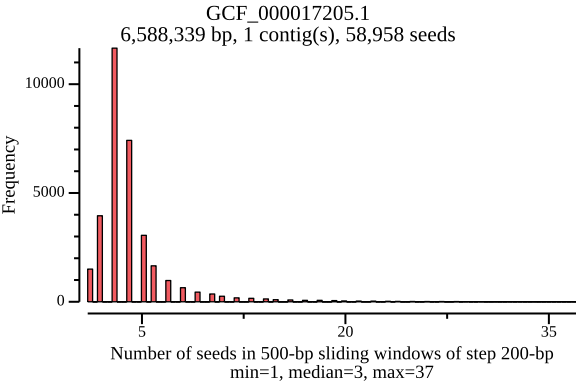 GCF_000017205.1
6,588,339 bp, 1 contig(s), 58,958 seeds
10000
5000
0
Frequency
5 20 35
Number of seeds in 500-bp sliding windows of step 200-bp
min=1, median=3, max=37